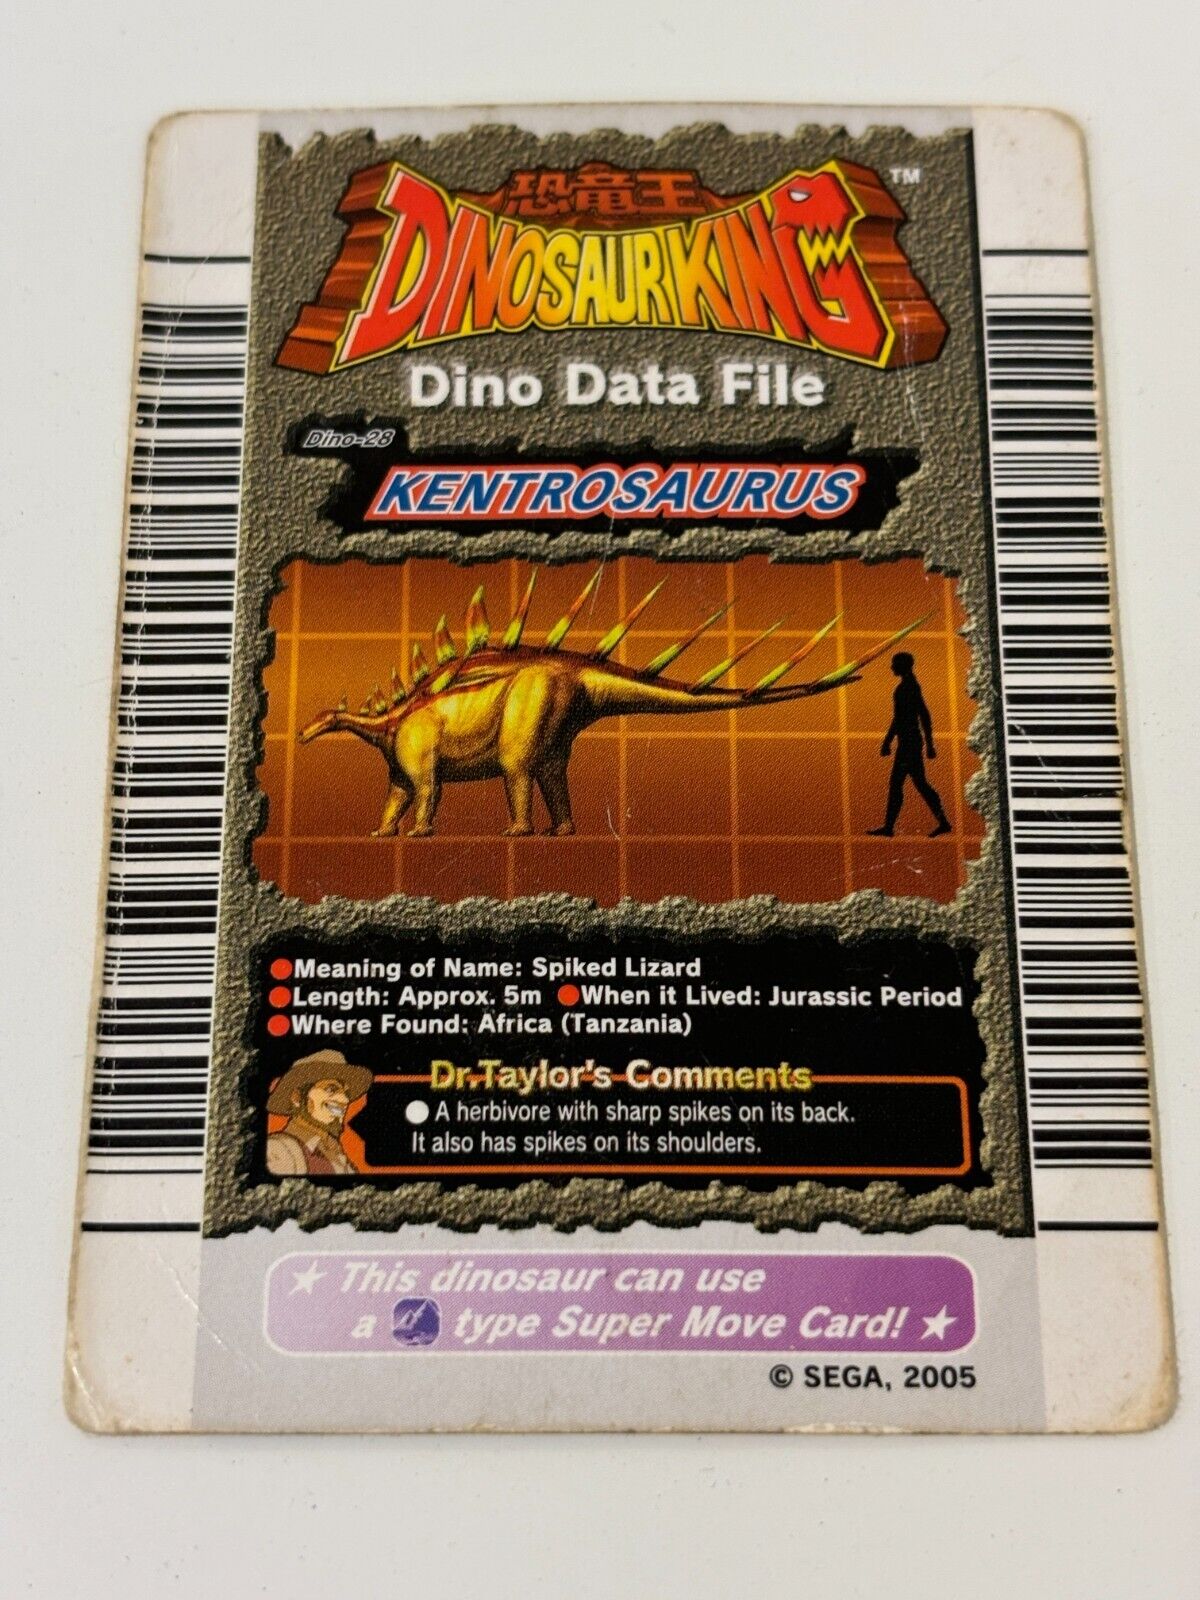 恐竜王
DINOSAUR KING TM
Dino Data File
Dino-28
KENTROSAURUS
●Meaning of Name: Spiked Lizard
●Length: Approx. 5m ●When it Lived: Jurassic Period
●Where Found: Africa (Tanzania)
Dr.Taylor's Comments
● A herbivore with sharp spikes on its back.
It also has spikes on its shoulders.
★ This dinosaur can use
a type Super Move Card! ★
© SEGA, 2005